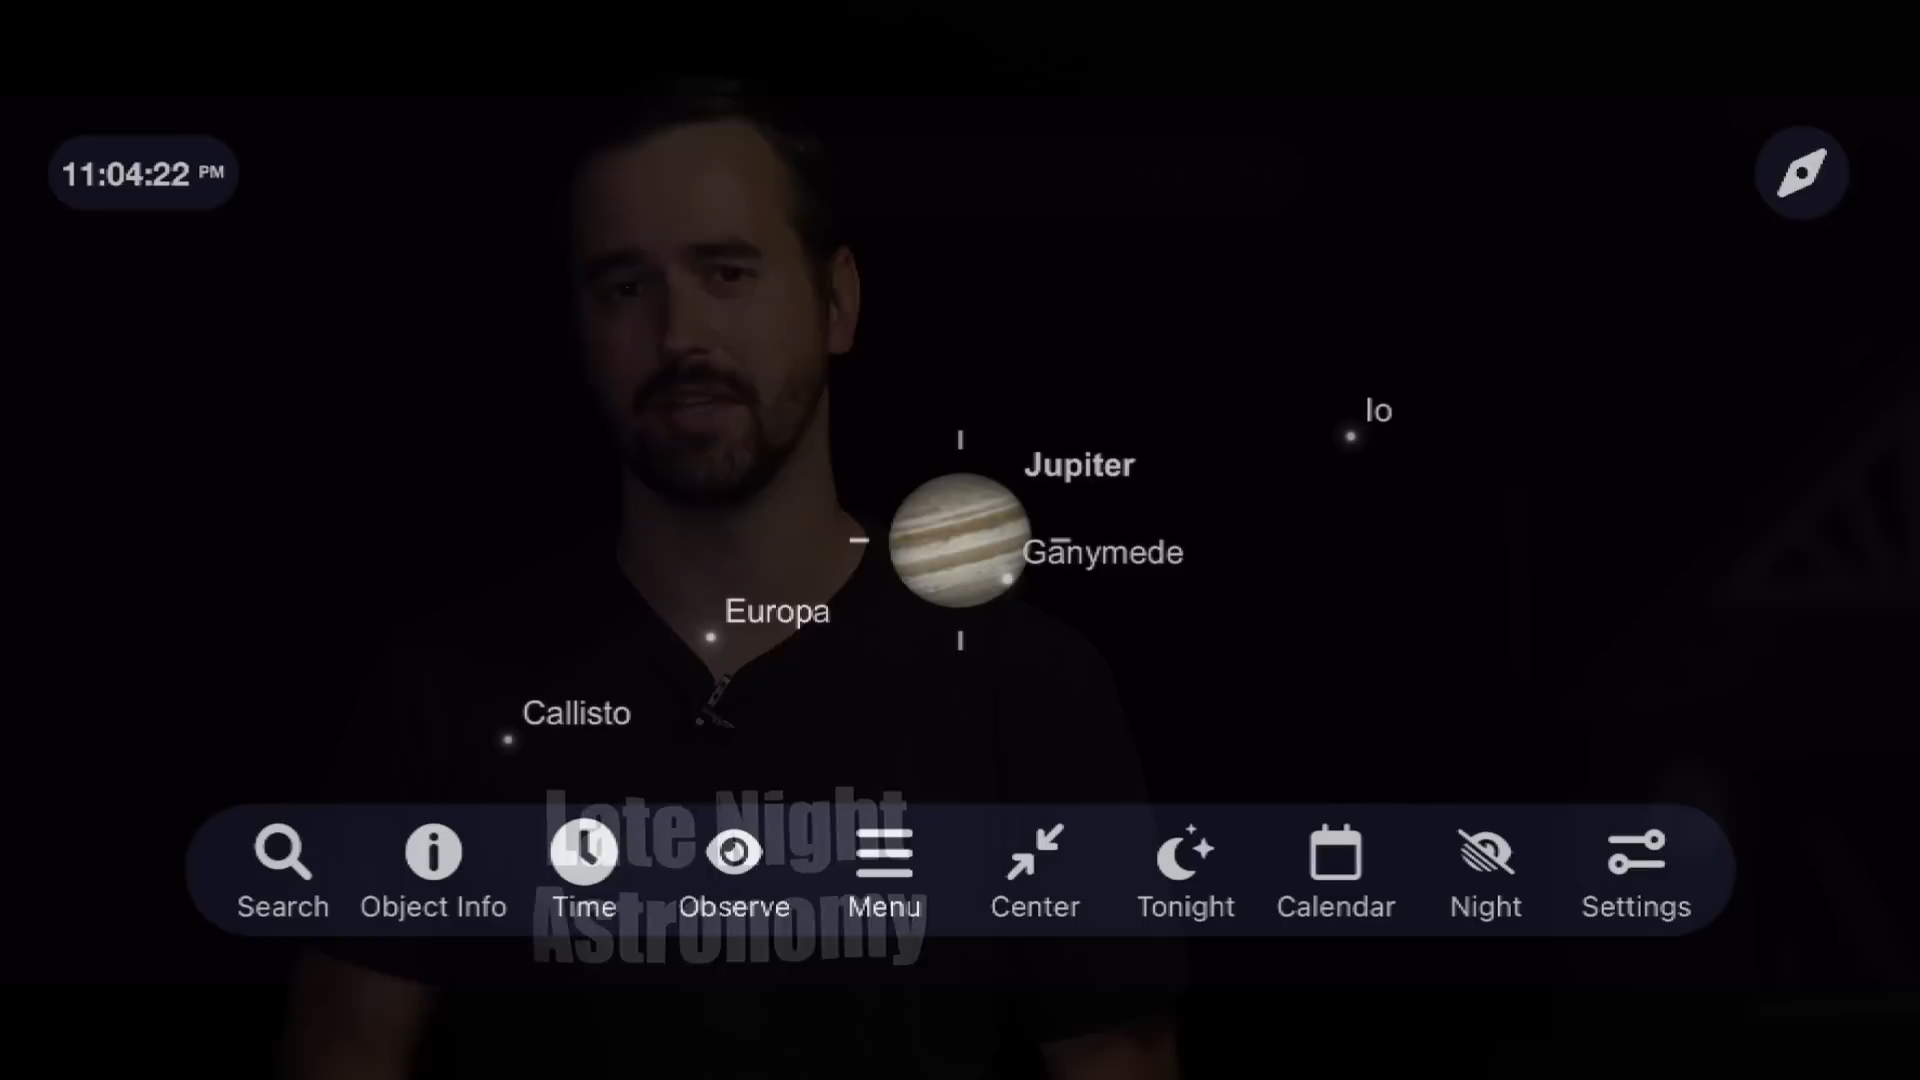 11:04:22 PM
Io
Jupiter
Ganymede
Europa
Callisto
Late Night
Astronomy
Search
Object Info
Time
Observe
Menu
Center
Tonight
Calendar
Night
Settings